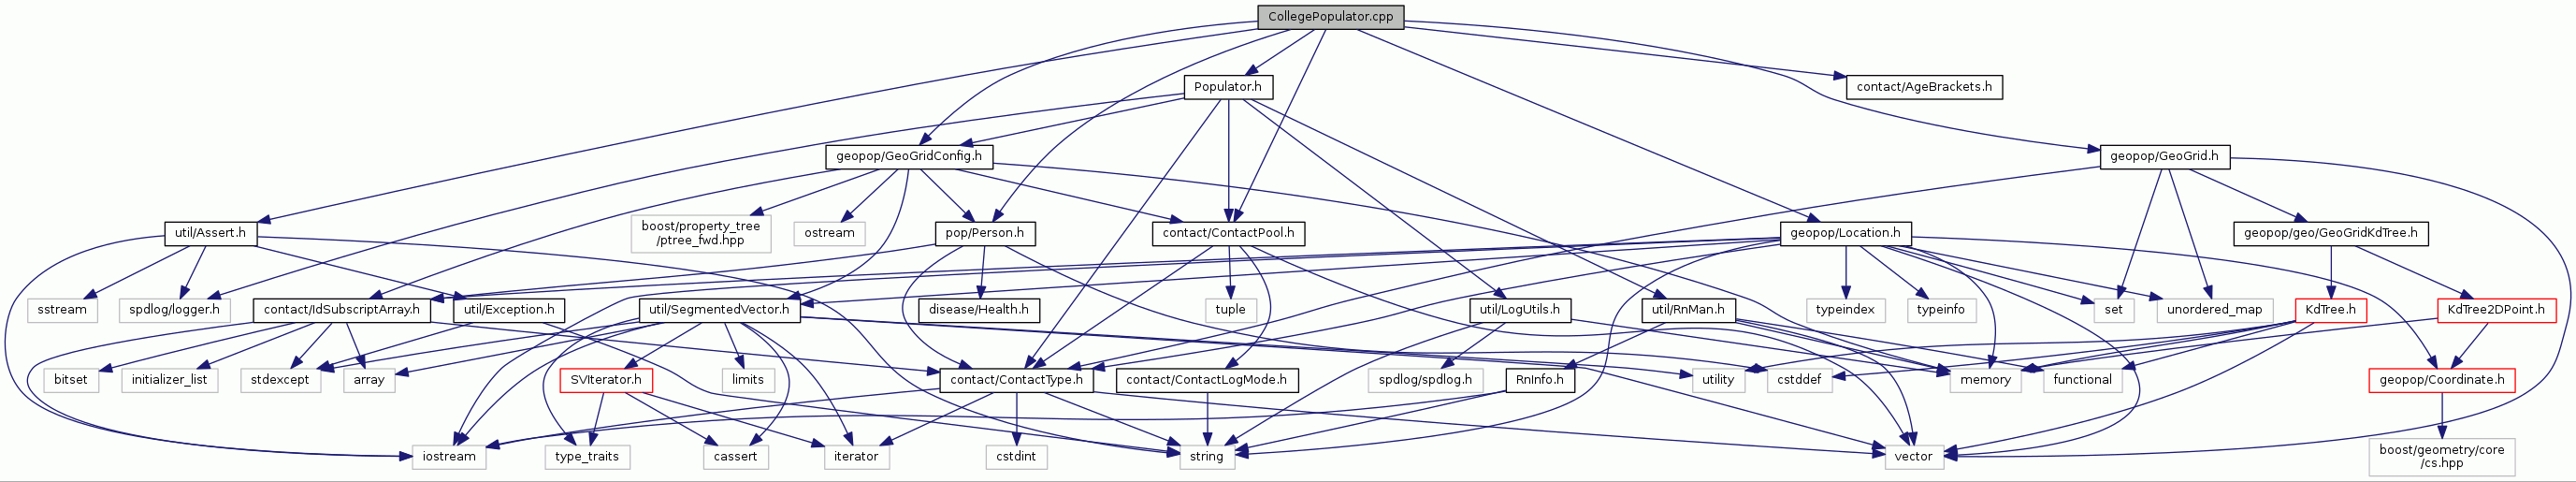 CollegePopulator.cpp
Populator.h
contact/AgeBrackets.h
geopop/GeoGridConfig.h
geopop/GeoGrid.h
util/Assert.h
boost/property_tree
/ptree_fwd.hpp
ostream
pop/Person.h
contact/ContactPool.h
geopop/Location.h
geopop/geo/GeoGridKdTree.h
sstream
spdlog/logger.h
contact/IdSubscriptArray.h
util/Exception.h
util/SegmentedVector.h
disease/Health.h
tuple
util/LogUtils.h
util/RnMan.h
typeindex
typeinfo
set
unordered_map
KdTree.h
KdTree2DPoint.h
bitset
initializer_list
stdexcept
array
SVIterator.h
limits
contact/ContactType.h
contact/ContactLogMode.h
spdlog/spdlog.h
RnInfo.h
utility
cstddef
memory
functional
geopop/Coordinate.h
iostream
type_traits
cassert
iterator
cstdint
string
vector
boost/geometry/core
/cs.hpp